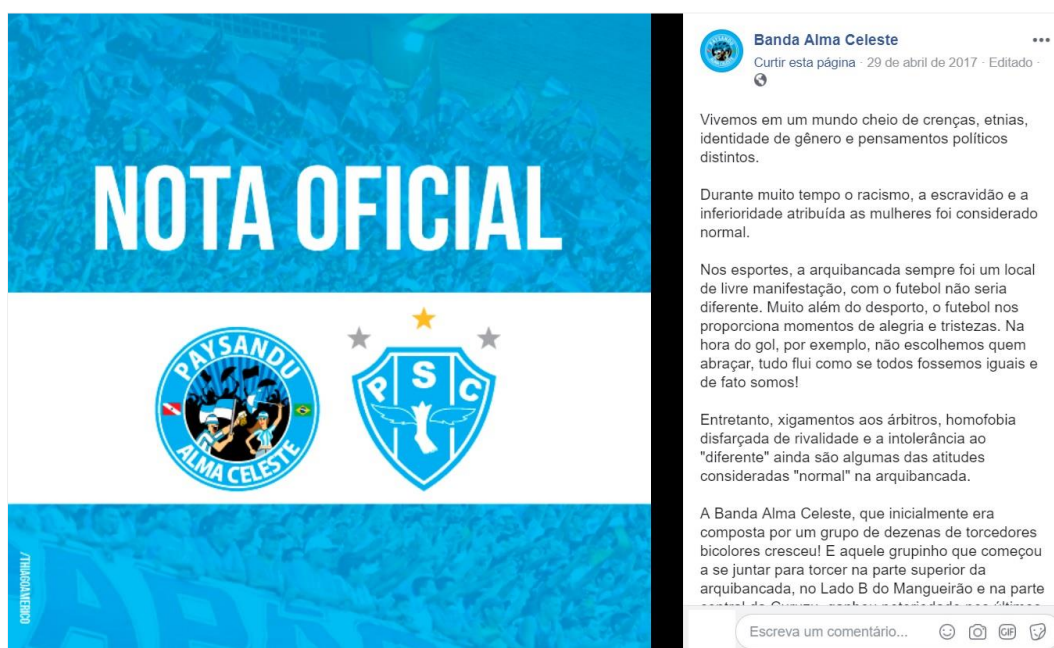 NOTA OFICIAL
PAYSANDU
ALMA CELESTE
P S C
/THIAGOAMERICO
Banda Alma Celeste
Curtir esta página · 29 de abril de 2017 · Editado ·
Vivemos em um mundo cheio de crenças, etnias,
identidade de gênero e pensamentos políticos
distintos.
Durante muito tempo o racismo, a escravidão e a
inferioridade atribuída as mulheres foi considerado
normal.
Nos esportes, a arquibancada sempre foi um local
de livre manifestação, com o futebol não seria
diferente. Muito além do desporto, o futebol nos
proporciona momentos de alegria e tristezas. Na
hora do gol, por exemplo, não escolhemos quem
abraçar, tudo flui como se todos fossemos iguais e
de fato somos!
Entretanto, xigamentos aos árbitros, homofobia
disfarçada de rivalidade e a intolerância ao
"diferente" ainda são algumas das atitudes
consideradas "normal" na arquibancada.
A Banda Alma Celeste, que inicialmente era
composta por um grupo de dezenas de torcedores
bicolores cresceu! E aquele grupinho que começou
a se juntar para torcer na parte superior da
arquibancada, no Lado B do Mangueirão e na parte
Escreva um comentário...
GIF